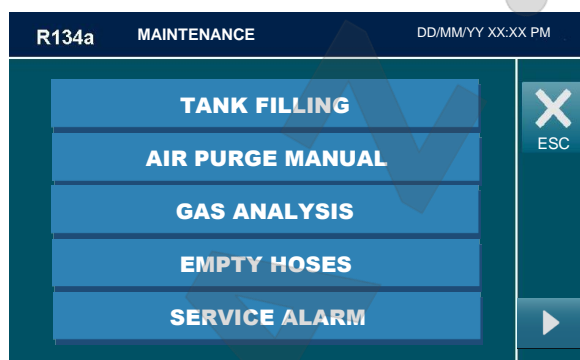 R134a MAINTENANCE DD/MM/YY XX:XX PM
TANK FILLING
AIR PURGE MANUAL
ESC
GAS ANALYSIS
EMPTY HOSES
SERVICE ALARM